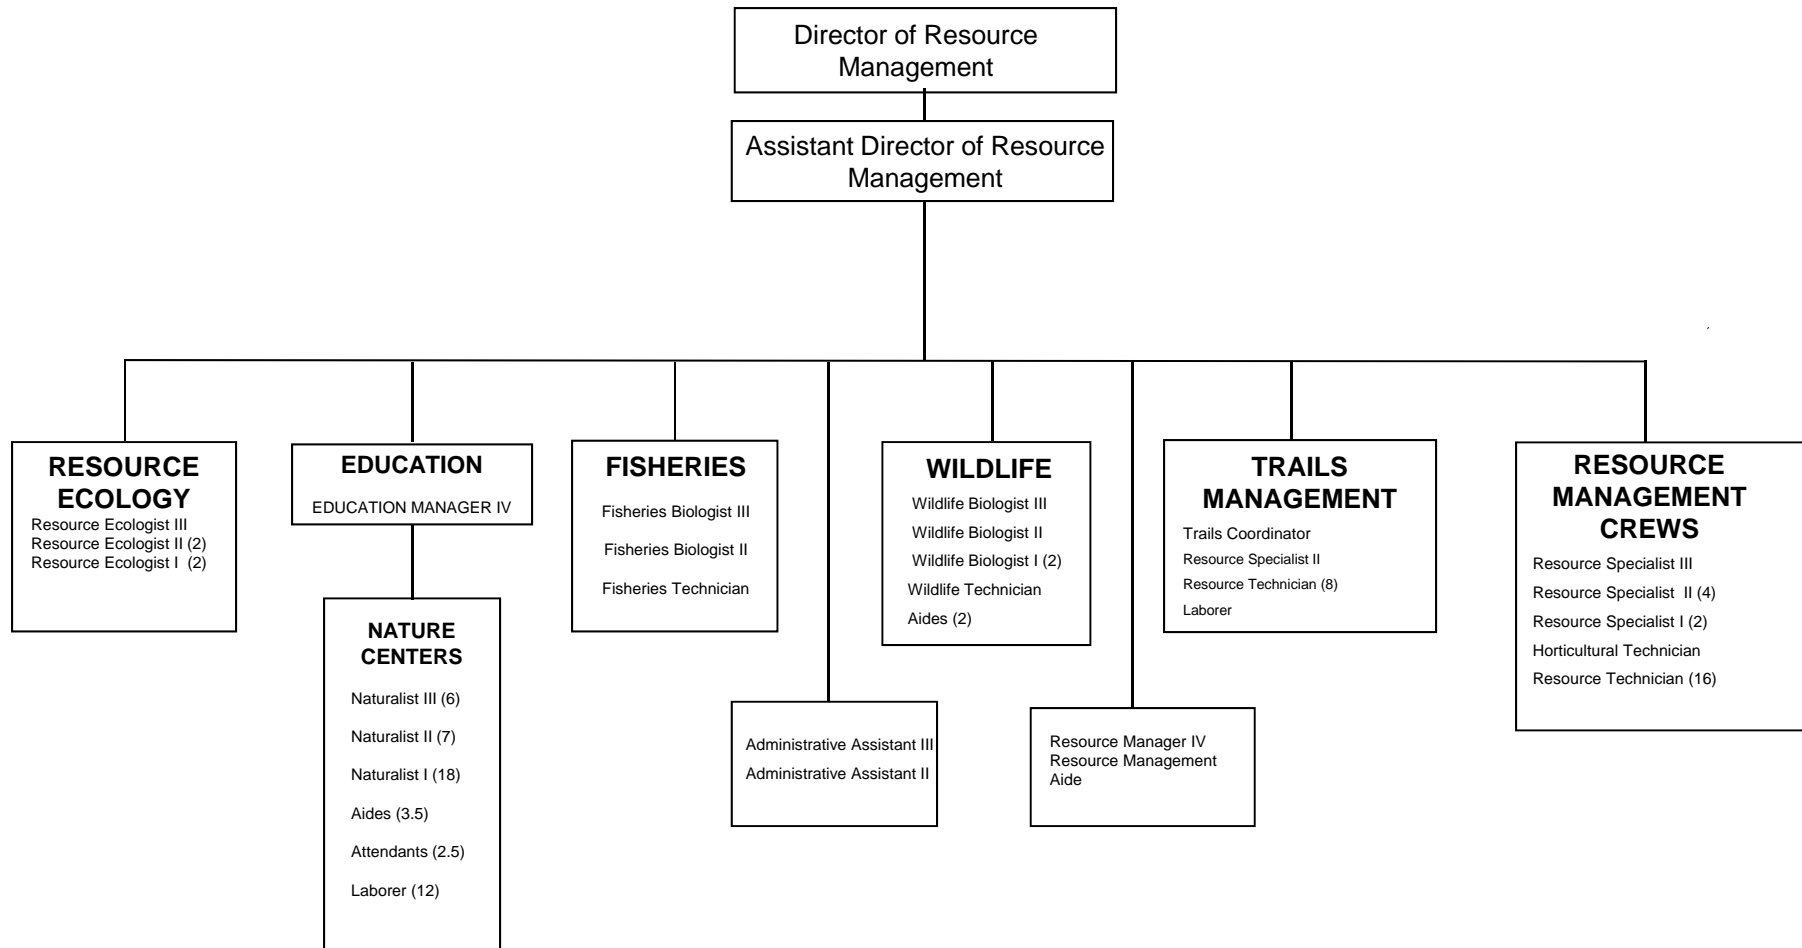 Director of Resource
Management
Assistant Director of Resource
Management
RESOURCE
ECOLOGY
Resource Ecologist III
Resource Ecologist II (2)
Resource Ecologist I (2)
EDUCATION
EDUCATION MANAGER IV
NATURE
CENTERS
Naturalist III (6)
Naturalist II (7)
Naturalist I (18)
Aides (3.5)
Attendants (2.5)
Laborer (12)
FISHERIES
Fisheries Biologist III
Fisheries Biologist II
Fisheries Technician
Administrative Assistant III
Administrative Assistant II
WILDLIFE
Wildlife Biologist III
Wildlife Biologist II
Wildlife Biologist I (2)
Wildlife Technician
Aides (2)
Resource Manager IV
Resource Management
Aide
TRAILS
MANAGEMENT
Trails Coordinator
Resource Specialist II
Resource Technician (8)
Laborer
RESOURCE
MANAGEMENT
CREWS
Resource Specialist III
Resource Specialist II (4)
Resource Specialist I (2)
Horticultural Technician
Resource Technician (16)